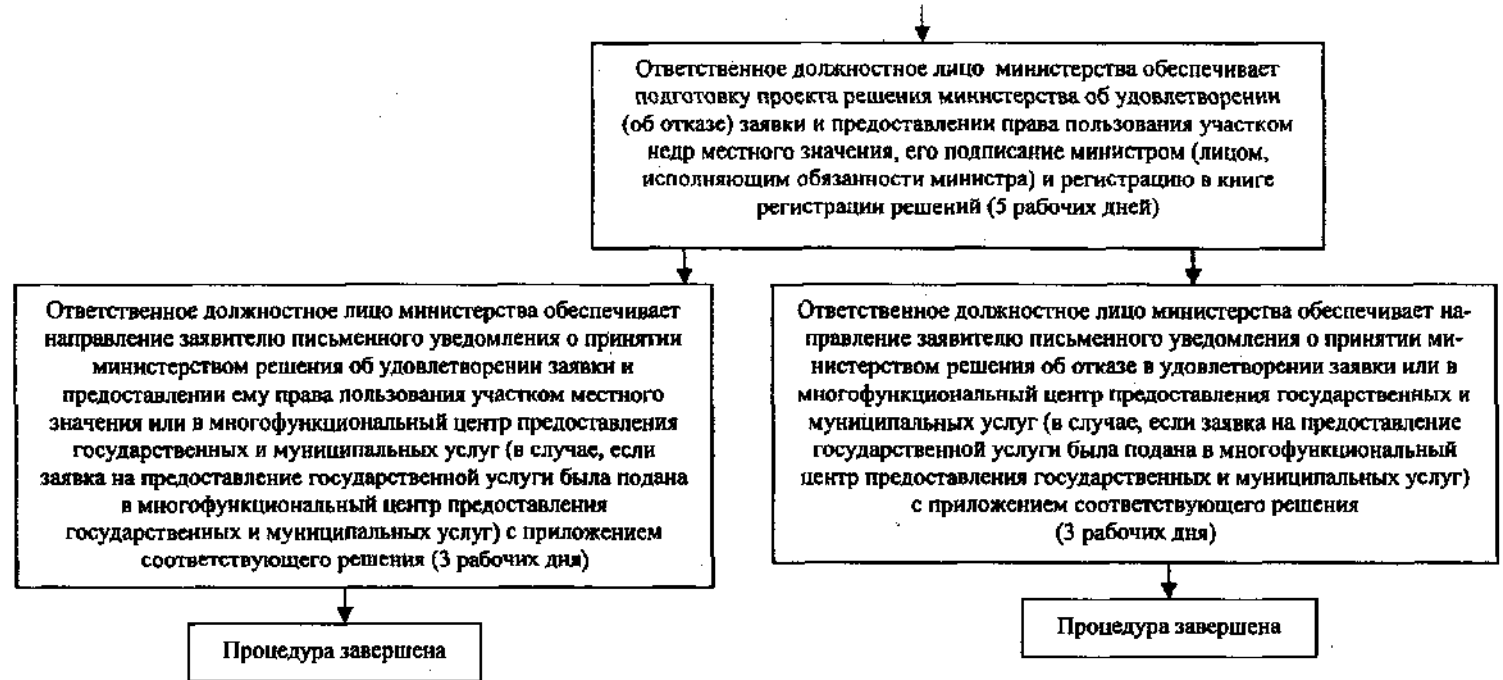 Ответственное должностное лицо министерства обеспечивает
подготовку проекта решения министерства об удовлетворении
(об отказе) заявки и предоставлении права пользования участком
недр местного значения, его подписание министром (лицом,
исполняющим обязанности министра) и регистрацию в книге
регистрации решений (5 рабочих дней)
Ответственное должностное лицо министерства обеспечивает
направление заявителю письменного уведомления о принятии
министерством решения об удовлетворении заявки и
предоставлении ему права пользования участком местного
значения или в многофункциональный центр предоставления
государственных и муниципальных услуг (в случае, если
заявка на предоставление государственной услуги была подана
в многофункциональный центр предоставления
государственных и муниципальных услуг) с приложением
соответствующего решения (3 рабочих дня)
Ответственное должностное лицо министерства обеспечивает на-
правление заявителю письменного уведомления о принятии ми-
нистерством решения об отказе в удовлетворении заявки или в
многофункциональный центр предоставления государственных и
муниципальных услуг (в случае, если заявка на предоставление
государственной услуги была подана в многофункциональный
центр предоставления государственных и муниципальных услуг)
с приложением соответствующего решения
(3 рабочих дня)
Процедура завершена
Процедура завершена